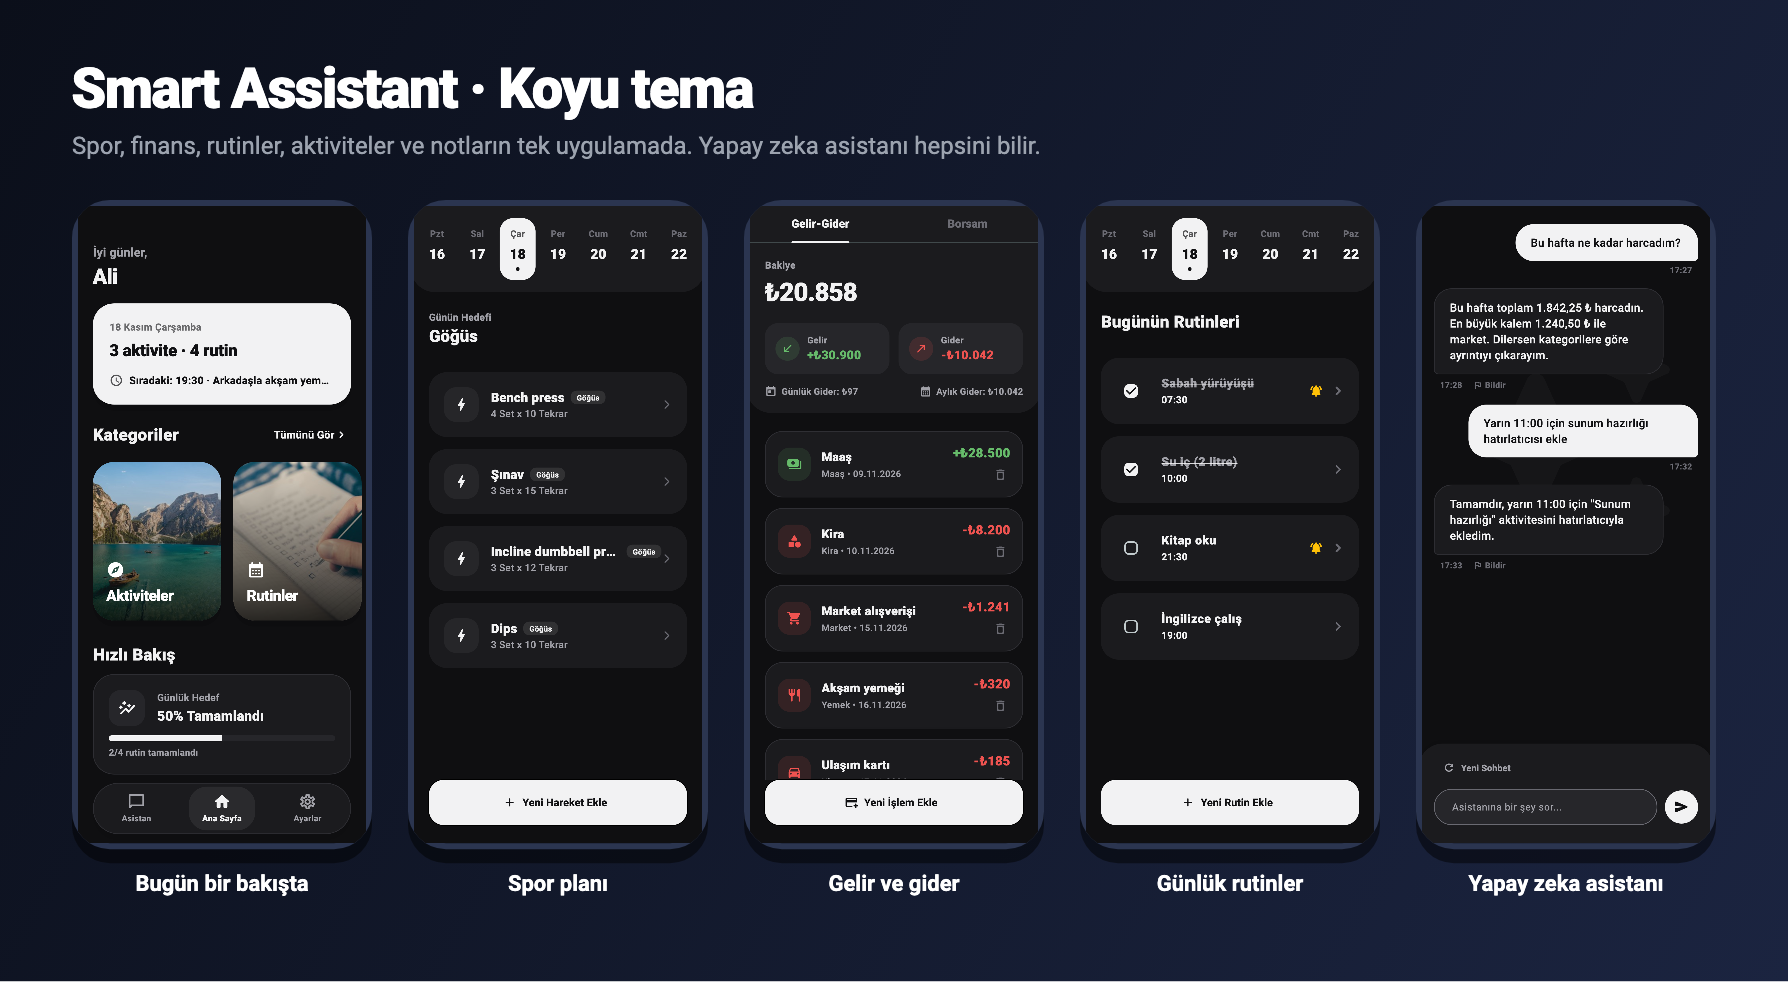 Smart Assistant · Koyu tema
Spor, finans, rutinler, aktiviteler ve notların tek uygulamada. Yapay zeka asistanı hepsini bilir.
İyi günler,
Ali
18 Kasım Çarşamba
3 aktivite · 4 rutin
Sıradaki: 19:30 · Arkadaşla akşam yem...
Kategoriler
Tümünü Gör
Aktiviteler
Rutinler
Hızlı Bakış
Günlük Hedef
50% Tamamlandı
2/4 rutin tamamlandı
Asistan
Ana Sayfa
Ayarlar
Bugün bir bakışta
Pzt Sal Çar Per Cum Cmt Paz
16 17 18 19 20 21 22
Günün Hedefi
Göğüs
Bench press Göğüs
4 Set x 10 Tekrar
Şınav Göğüs
3 Set x 15 Tekrar
Incline dumbbell pr... Göğüs
3 Set x 12 Tekrar
Dips Göğüs
3 Set x 10 Tekrar
+ Yeni Hareket Ekle
Spor planı
Gelir-Gider
Borsam
Bakiye
₺20.858
Gelir
+₺30.900
Gider
-₺10.042
Günlük Gider: ₺97
Aylık Gider: ₺10.042
Maaş
+₺28.500
Maaş • 09.11.2026
Kira
-₺8.200
Kira • 10.11.2026
Market alışverişi
-₺1.241
Market • 15.11.2026
Akşam yemeği
-₺320
Yemek • 16.11.2026
Ulaşım kartı
-₺185
Yeni İşlem Ekle
Gelir ve gider
Pzt Sal Çar Per Cum Cmt Paz
16 17 18 19 20 21 22
Bugünün Rutinleri
Sabah yürüyüşü
07:30
Su iç (2 litre)
10:00
Kitap oku
21:30
İngilizce çalış
19:00
+ Yeni Rutin Ekle
Günlük rutinler
Bu hafta ne kadar harcadım?
17:27
Bu hafta toplam 1.842,25 ₺ harcadın.
En büyük kalem 1.240,50 ₺ ile
market. Dilersen kategorilere göre
ayrıntıyı çıkarayım.
17:28 Bildir
Yarın 11:00 için sunum hazırlığı
hatırlatıcısı ekle
17:32
Tamamdır, yarın 11:00 için "Sunum
hazırlığı" aktivitesini hatırlatıcıyla
ekledim.
17:33 Bildir
Yeni Sohbet
Asistanına bir şey sor...
Yapay zeka asistanı